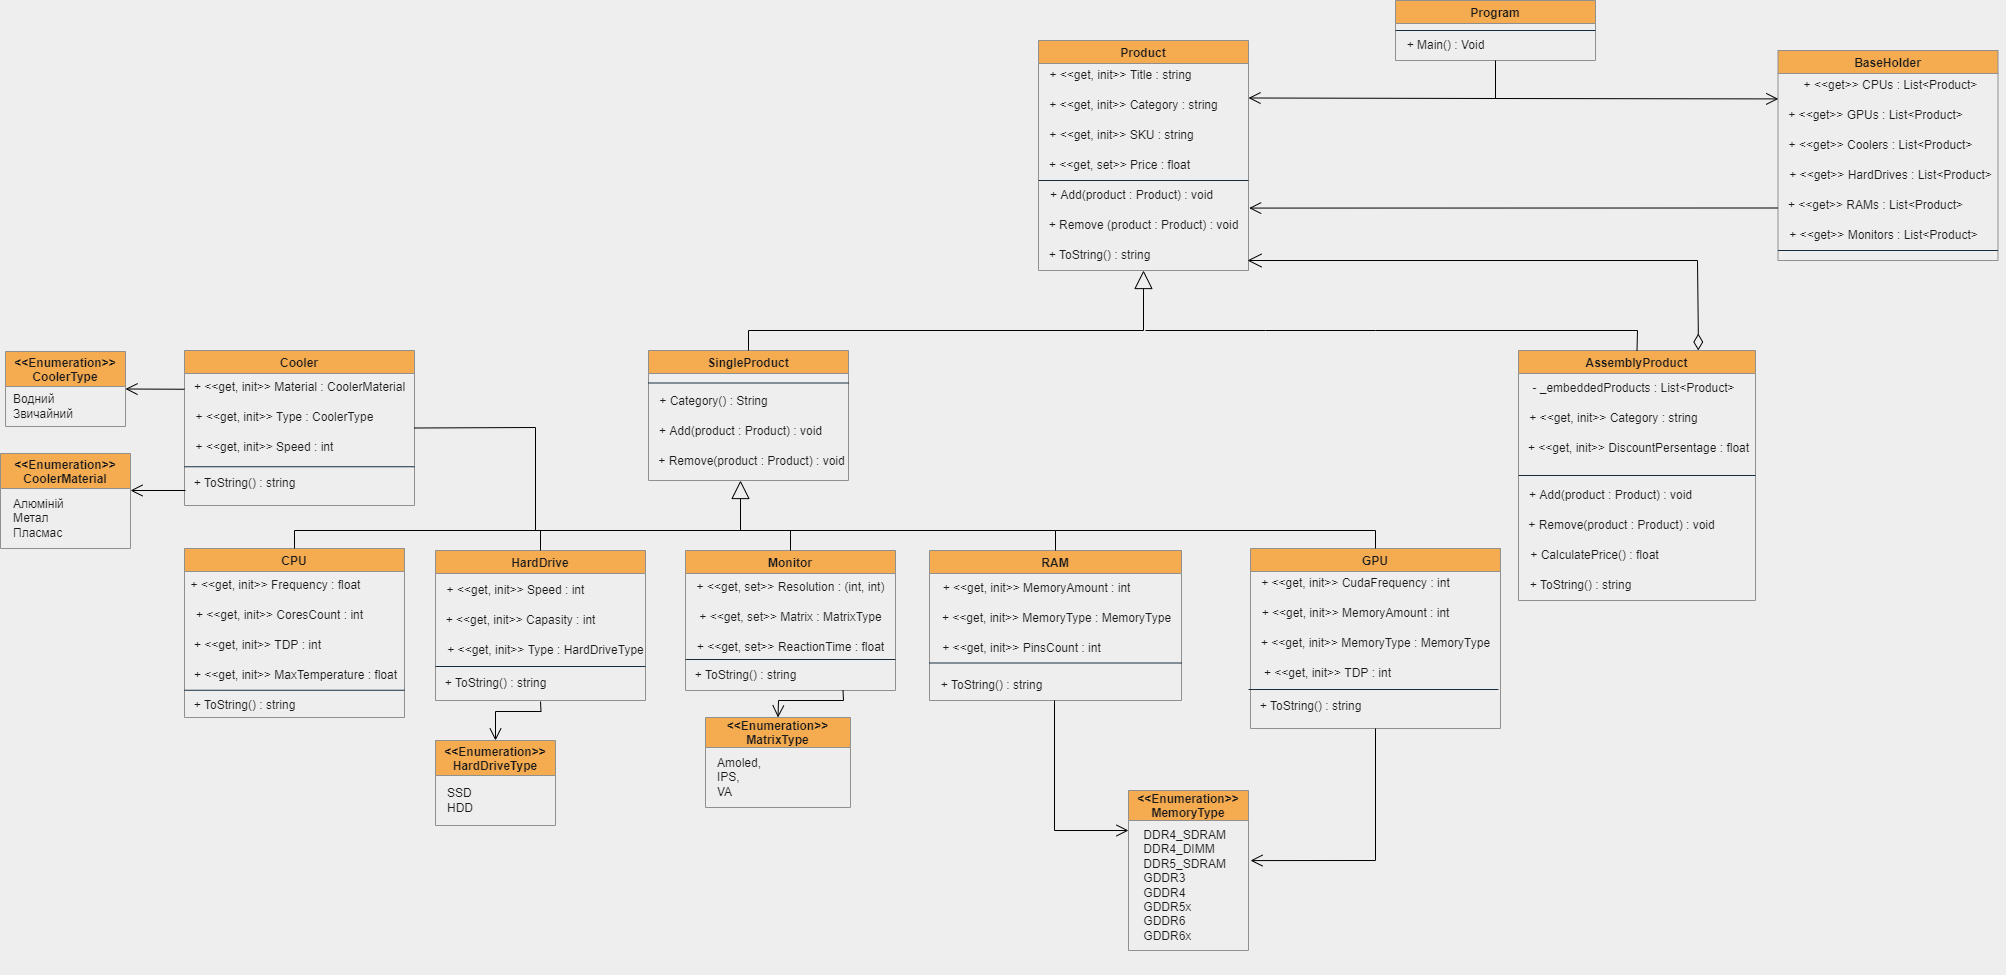 Program
+ Main() : Void
Product
+ <<get, init>> Title : string
+ <<get, init>> Category : string
+ <<get, init>> SKU : string
+ <<get, set>> Price : float
+ Add(product : Product) : void
+ Remove (product : Product) : void
+ ToString() : string
BaseHolder
+ <<get>> CPUs : List<Product>
+ <<get>> GPUs : List<Product>
+ <<get>> Coolers : List<Product>
+ <<get>> HardDrives : List<Product>
+ <<get>> RAMs : List<Product>
+ <<get>> Monitors : List<Product>
<<Enumeration>>
CoolerType
Водний
Звичайний
<<Enumeration>>
CoolerMaterial
Алюміній
Метал
Пласмас
Cooler
+ <<get, init>> Material : CoolerMaterial
+ <<get, init>> Type : CoolerType
+ <<get, init>> Speed : int
+ ToString() : string
SingleProduct
+ Category() : String
+ Add(product : Product) : void
+ Remove(product : Product) : void
AssemblyProduct
- _embeddedProducts : List<Product>
+ <<get, init>> Category : string
+ <<get, init>> DiscountPersentage : float
+ Add(product : Product) : void
+ Remove(product : Product) : void
+ CalculatePrice() : float
+ ToString() : string
CPU
+ <<get, init>> Frequency : float
+ <<get, init>> CoresCount : int
+ <<get, init>> TDP : int
+ <<get, init>> MaxTemperature : float
+ ToString() : string
HardDrive
+ <<get, init>> Speed : int
+ <<get, init>> Capasity : int
+ <<get, init>> Type : HardDriveType
+ ToString() : string
Monitor
+ <<get, set>> Resolution : (int, int)
+ <<get, set>> Matrix : MatrixType
+ <<get, set>> ReactionTime : float
+ ToString() : string
RAM
+ <<get, init>> MemoryAmount : int
+ <<get, init>> MemoryType : MemoryType
+ <<get, init>> PinsCount : int
+ ToString() : string
GPU
+ <<get, init>> CudaFrequency : int
+ <<get, init>> MemoryAmount : int
+ <<get, init>> MemoryType : MemoryType
+ <<get, init>> TDP : int
+ ToString() : string
<<Enumeration>>
HardDriveType
SSD
HDD
<<Enumeration>>
MatrixType
Amoled,
IPS,
VA
<<Enumeration>>
MemoryType
DDR4_SDRAM
DDR4_DIMM
DDR5_SDRAM
GDDR3
GDDR4
GDDR5x
GDDR6
GDDR6x